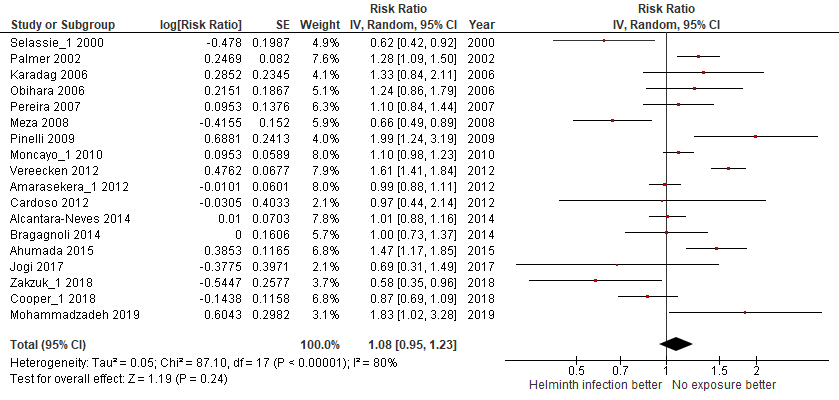 Risk Ratio Risk Ratio
Study or Subgroup log[Risk Ratio] SE Weight IV, Random, 95% CI Year IV, Random, 95% CI
Selassie_1 2000 -0.478 0.1987 4.9% 0.62 [0.42, 0.92] 2000
Palmer 2002 0.2469 0.082 7.6% 1.28 [1.09, 1.50] 2002
Karadag 2006 0.2852 0.2345 4.1% 1.33 [0.84, 2.11] 2006
Obihara 2006 0.2151 0.1867 5.1% 1.24 [0.86, 1.79] 2006
Pereira 2007 0.0953 0.1376 6.3% 1.10 [0.84, 1.44] 2007
Meza 2008 -0.4155 0.152 5.9% 0.66 [0.49, 0.89] 2008
Pinelli 2009 0.6881 0.2413 4.0% 1.99 [1.24, 3.19] 2009
Moncayo_1 2010 0.0953 0.0589 8.0% 1.10 [0.98, 1.23] 2010
Vereecken 2012 0.4762 0.0677 7.8% 1.61 [1.41, 1.84] 2012
Amarasekera_1 2012 -0.0101 0.0601 8.0% 0.99 [0.88, 1.11] 2012
Cardoso 2012 -0.0305 0.4033 2.0% 0.97 [0.44, 2.14] 2012
Alcantara-Neves 2014 0.01 0.0703 7.8% 1.01 [0.88, 1.16] 2014
Bragagnoli 2014 0 0.1606 5.7% 1.00 [0.73, 1.37] 2014
Ahumada 2015 0.3853 0.1165 6.8% 1.47 [1.17, 1.85] 2015
Jogi 2017 -0.3775 0.3971 2.1% 0.69 [0.31, 1.49] 2017
Zakzuk_1 2018 -0.5447 0.2577 3.7% 0.58 [0.35, 0.96] 2018
Cooper_1 2018 -0.1438 0.1158 6.8% 0.87 [0.69, 1.09] 2018
Mohammadzadeh 2019 0.6043 0.2982 3.1% 1.83 [1.02, 3.28] 2019
Total (95% CI) 100.0% 1.08 [0.95, 1.23]
Heterogeneity: Tau² = 0.05; Chi² = 87.10, df = 17 (P < 0.00001); I² = 80%
Test for overall effect: Z = 1.19 (P = 0.24)
0.5 0.7 1 1.5 2
Helminth infection better No exposure better